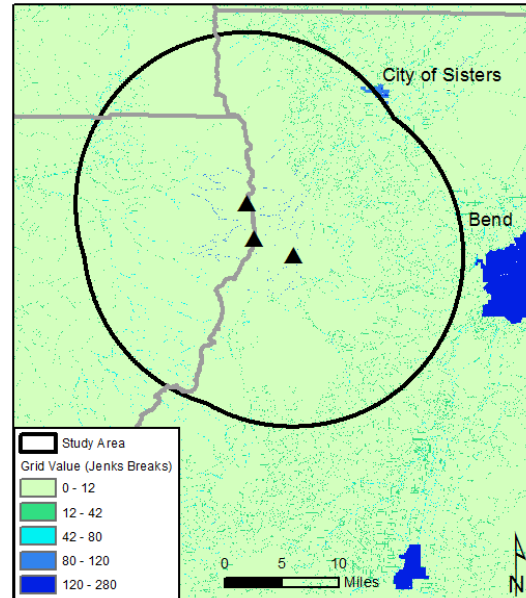 City of Sisters
Bend
Study Area
Grid Value (Jenks Breaks)
0 - 12
12 - 42
42 - 80
80 - 120
120 - 280
0 5 10
Miles
N